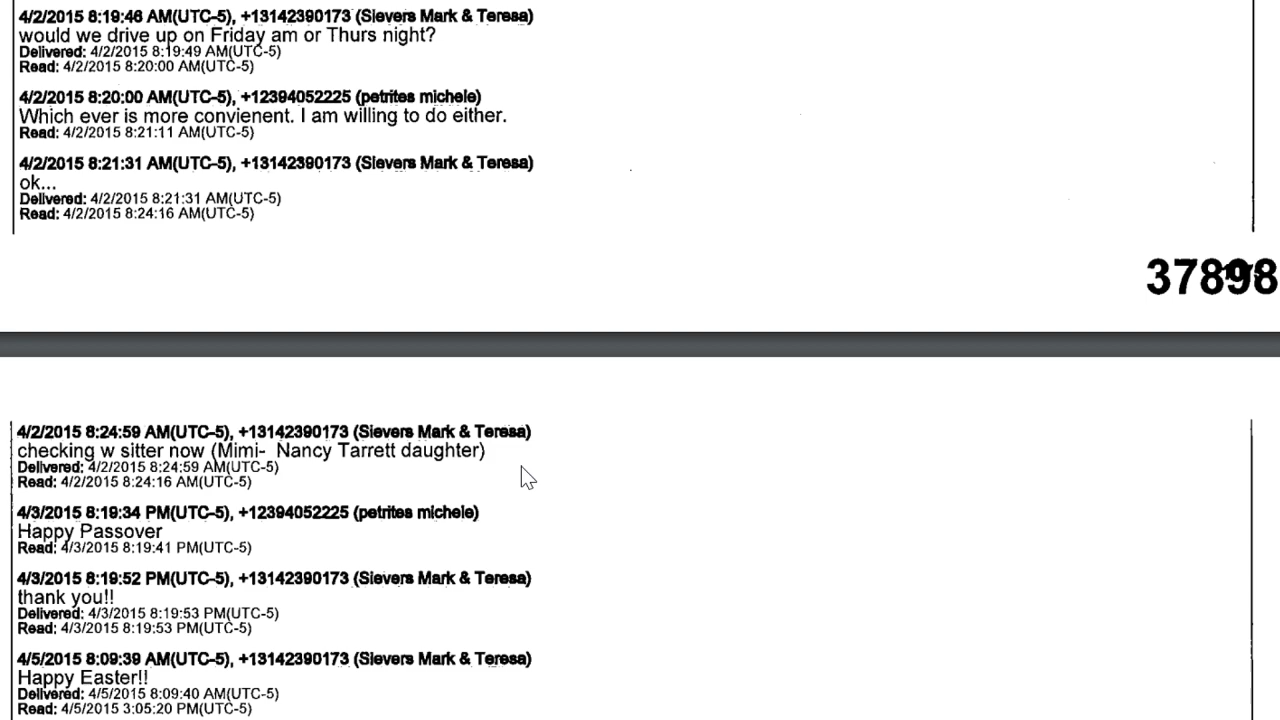 4/2/2015 8:19:46 AM(UTC-5), +13142390173 (Sievers Mark & Teresa)
would we drive up on Friday am or Thurs night?
Delivered: 4/2/2015 8:19:49 AM(UTC-5)
Read: 4/2/2015 8:20:00 AM(UTC-5)
4/2/2015 8:20:00 AM(UTC-5), +12394052225 (petrites michele)
Which ever is more convienent. I am willing to do either.
Read: 4/2/2015 8:21:11 AM(UTC-5)
4/2/2015 8:21:31 AM(UTC-5), +13142390173 (Sievers Mark & Teresa)
ok...
Delivered: 4/2/2015 8:21:31 AM(UTC-5)
Read: 4/2/2015 8:24:16 AM(UTC-5)
37898
4/2/2015 8:24:59 AM(UTC-5), +13142390173 (Sievers Mark & Teresa)
checking w sitter now (Mimi- Nancy Tarrett daughter)
Delivered: 4/2/2015 8:24:59 AM(UTC-5)
Read: 4/2/2015 8:24:16 AM(UTC-5)
4/3/2015 8:19:34 PM(UTC-5), +12394052225 (petrites michele)
Happy Passover
Read: 4/3/2015 8:19:41 PM(UTC-5)
4/3/2015 8:19:52 PM(UTC-5), +13142390173 (Sievers Mark & Teresa)
thank you!!
Delivered: 4/3/2015 8:19:53 PM(UTC-5)
Read: 4/3/2015 8:19:53 PM(UTC-5)
4/5/2015 8:09:39 AM(UTC-5), +13142390173 (Sievers Mark & Teresa)
Happy Easter!!
Delivered: 4/5/2015 8:09:40 AM(UTC-5)
Read: 4/5/2015 3:05:20 PM(UTC-5)